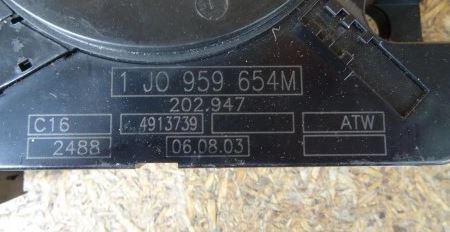 1 J0 959 654M
202.947
C16 4913739 ATW
2488 06.08.03